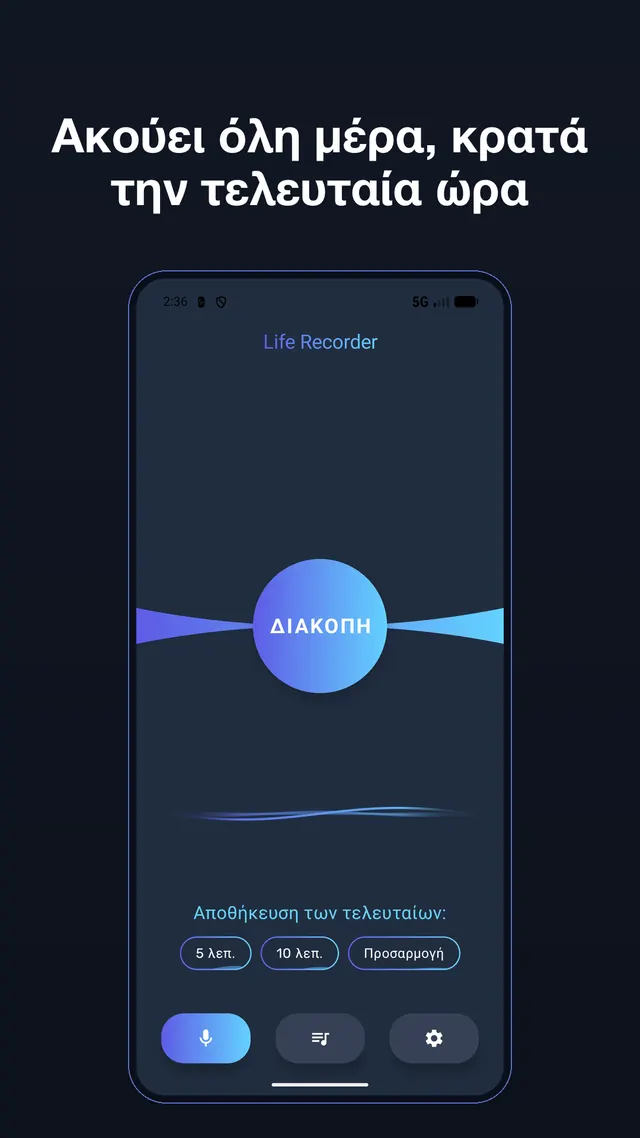 Ακούει όλη μέρα, κρατά
την τελευταία ώρα
2:36 5G
Life Recorder
ΔΙΑΚΟΠΗ
Αποθήκευση των τελευταίων:
5 λεπ. 10 λεπ. Προσαρμογή